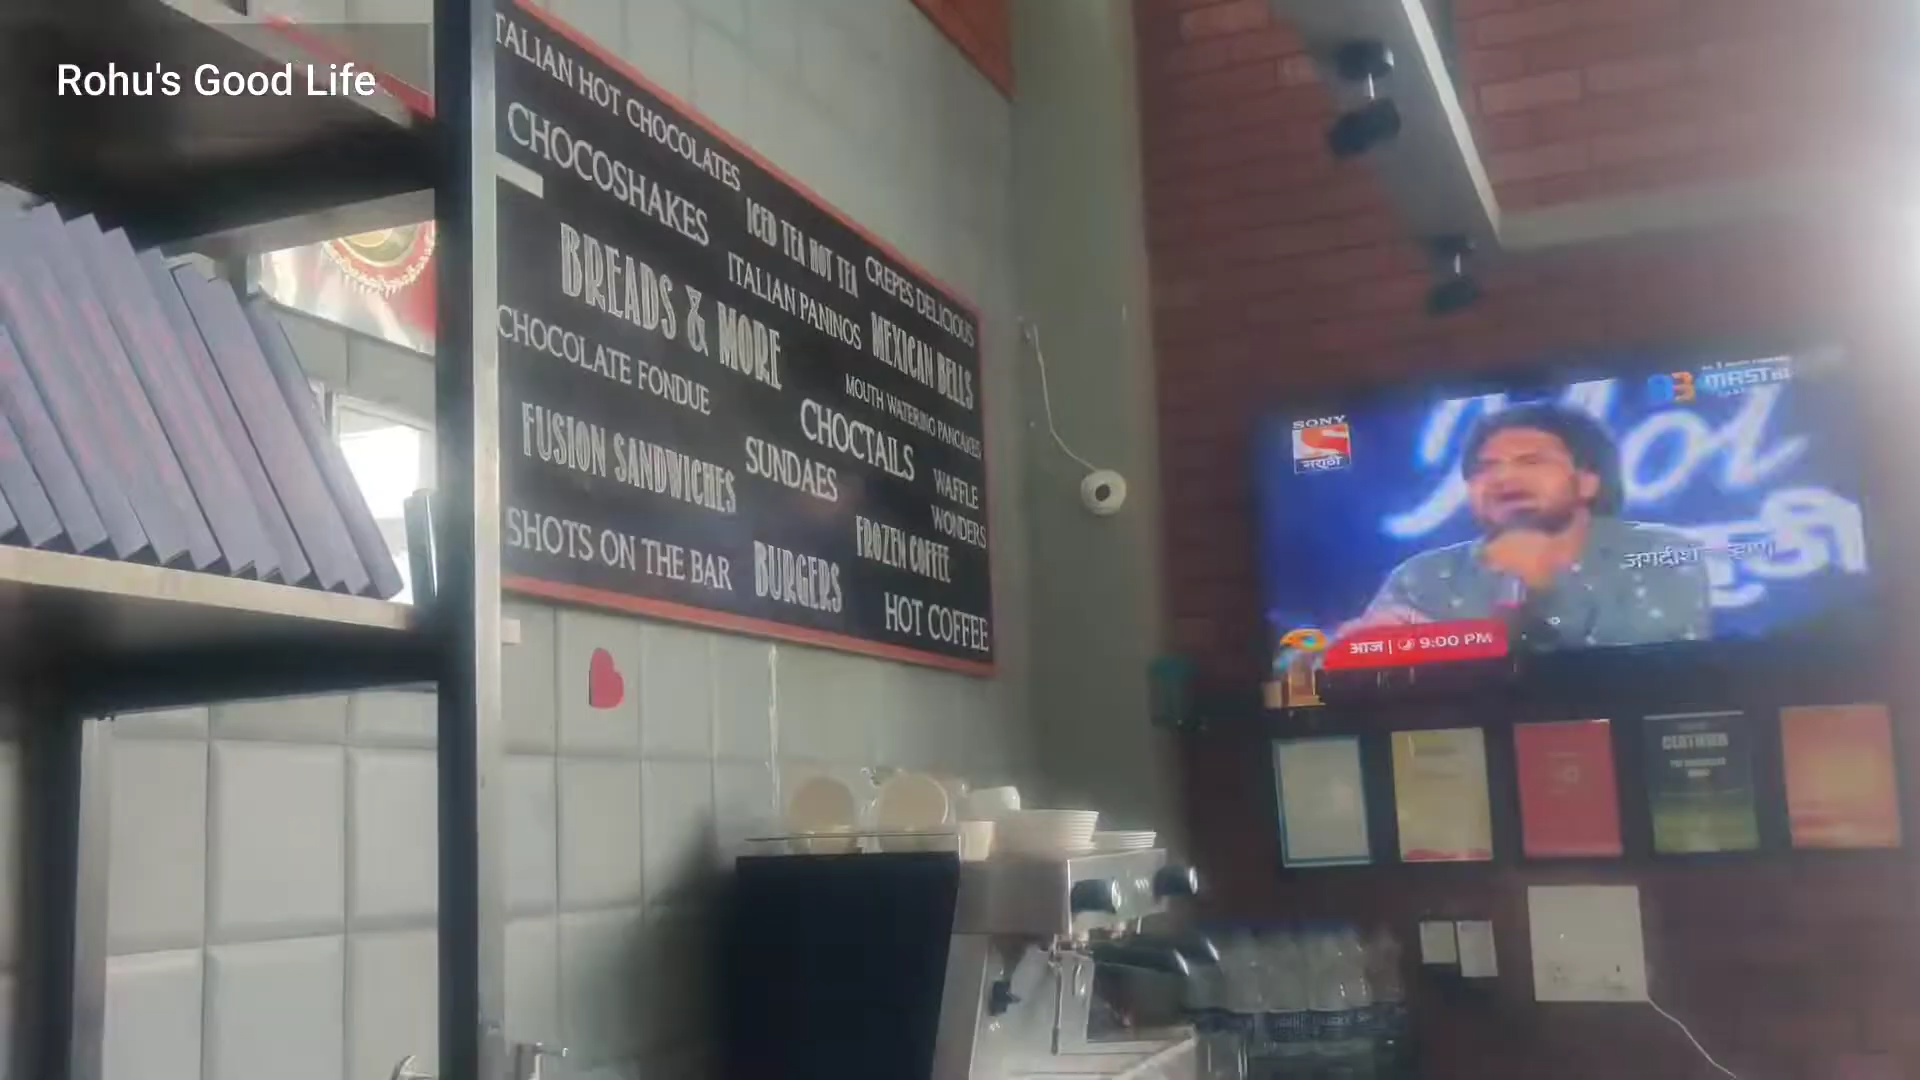 Rohu's Good Life
TALIAN HOT CHOCOLATES
CHOCOSHAKES
ICED TEA HOT TEA
CREPES DELICIOUS
BREADS & MORE
ITALIAN PANINOS
MEXICAN BELLS
CHOCOLATE FONDUE
MOUTH WATERING PANCAKES
CHOCTAILS
FUSION SANDWICHES
SUNDAES
WAFFLE
WONDERS
SHOTS ON THE BAR
BURGERS
FROZEN COFFEE
HOT COFFEE
SONY
मराठी
आज | 9:00 PM